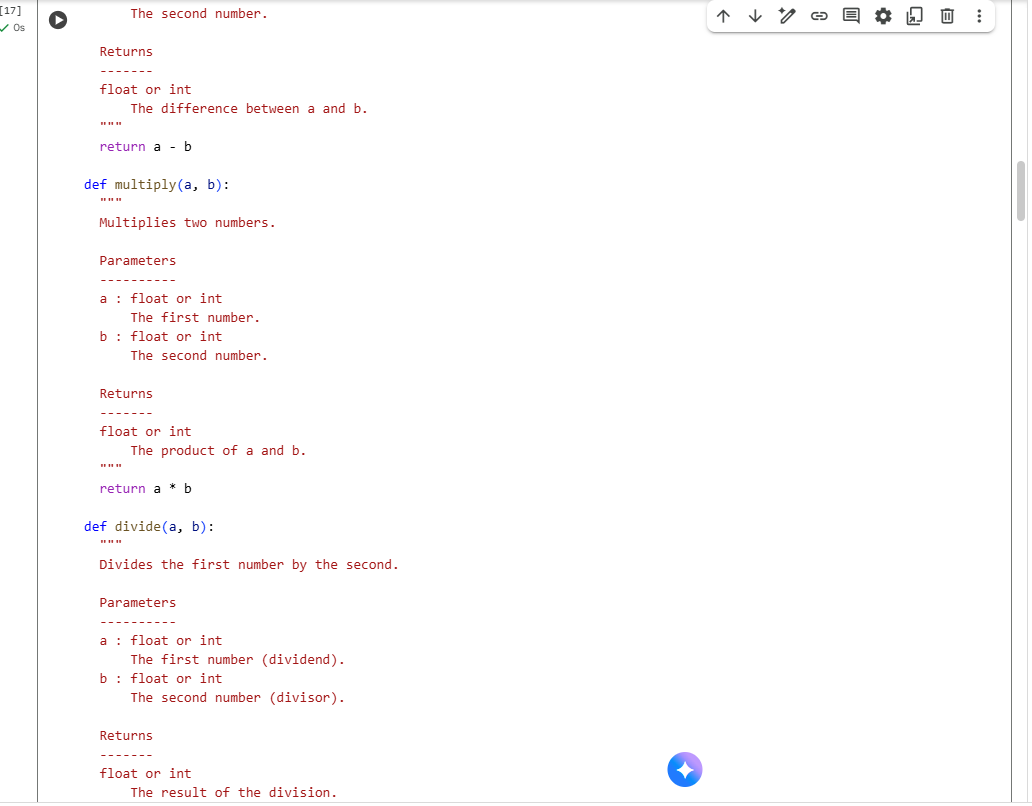 [17]
0s
        The second number.

    Returns
    -------
    float or int
        The difference between a and b.
    """
    return a - b

def multiply(a, b):
    """
    Multiplies two numbers.

    Parameters
    ----------
    a : float or int
        The first number.
    b : float or int
        The second number.

    Returns
    -------
    float or int
        The product of a and b.
    """
    return a * b

def divide(a, b):
    """
    Divides the first number by the second.

    Parameters
    ----------
    a : float or int
        The first number (dividend).
    b : float or int
        The second number (divisor).

    Returns
    -------
    float or int
        The result of the division.